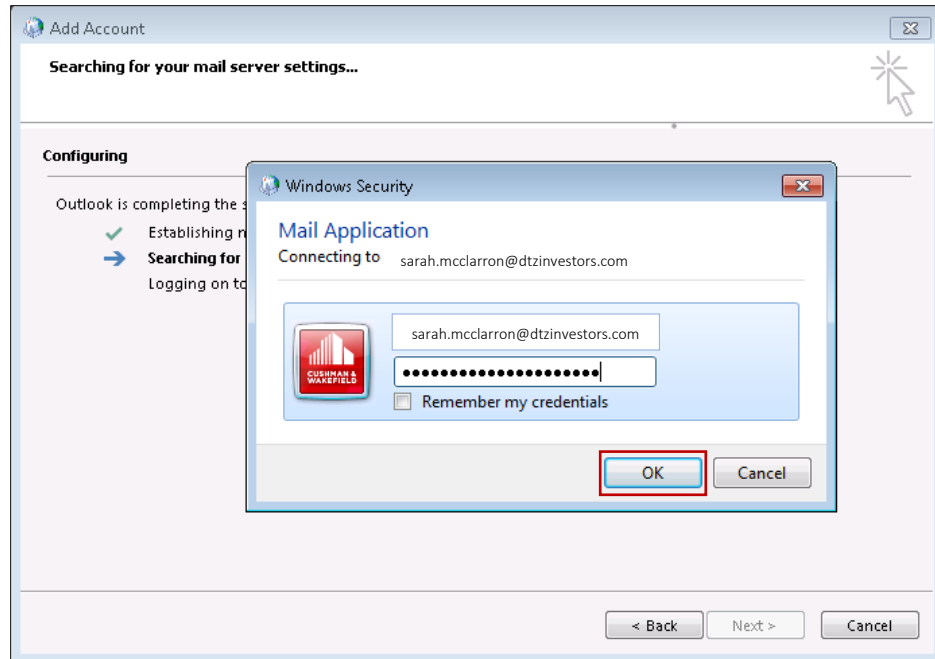 Add Account
Searching for your mail server settings...
Configuring
Outlook is completing the
Establishing
Searching for
Logging on to
Windows Security
Mail Application
Connecting to sarah.mcclarron@dtzinvestors.com
sarah.mcclarron@dtzinvestors.com
CUSHMAN &
WAKEFIELD
Remember my credentials
OK Cancel
< Back Next > Cancel